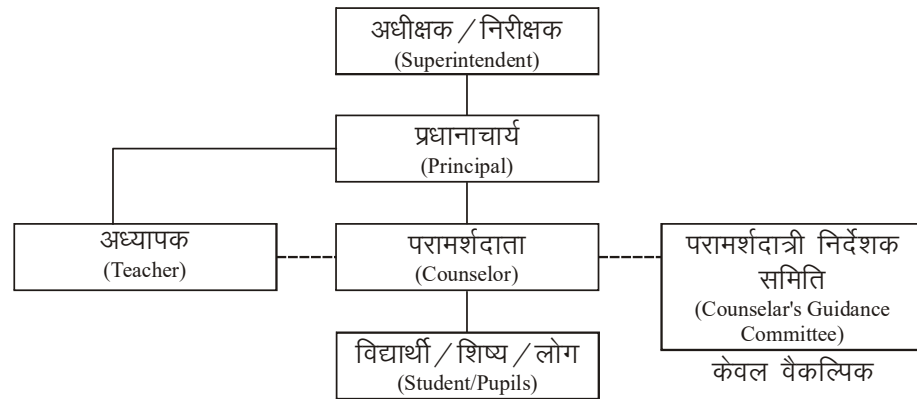 अधीक्षक / निरीक्षक
(Superintendent)
प्रधानाचार्य
(Principal)
अध्यापक
(Teacher)
परामर्शदाता
(Counselor)
परामर्शदात्री निर्देशक
समिति
(Counselar's Guidance
Committee)
विद्यार्थी / शिष्य / लोग
(Student/Pupils)
केवल वैकल्पिक